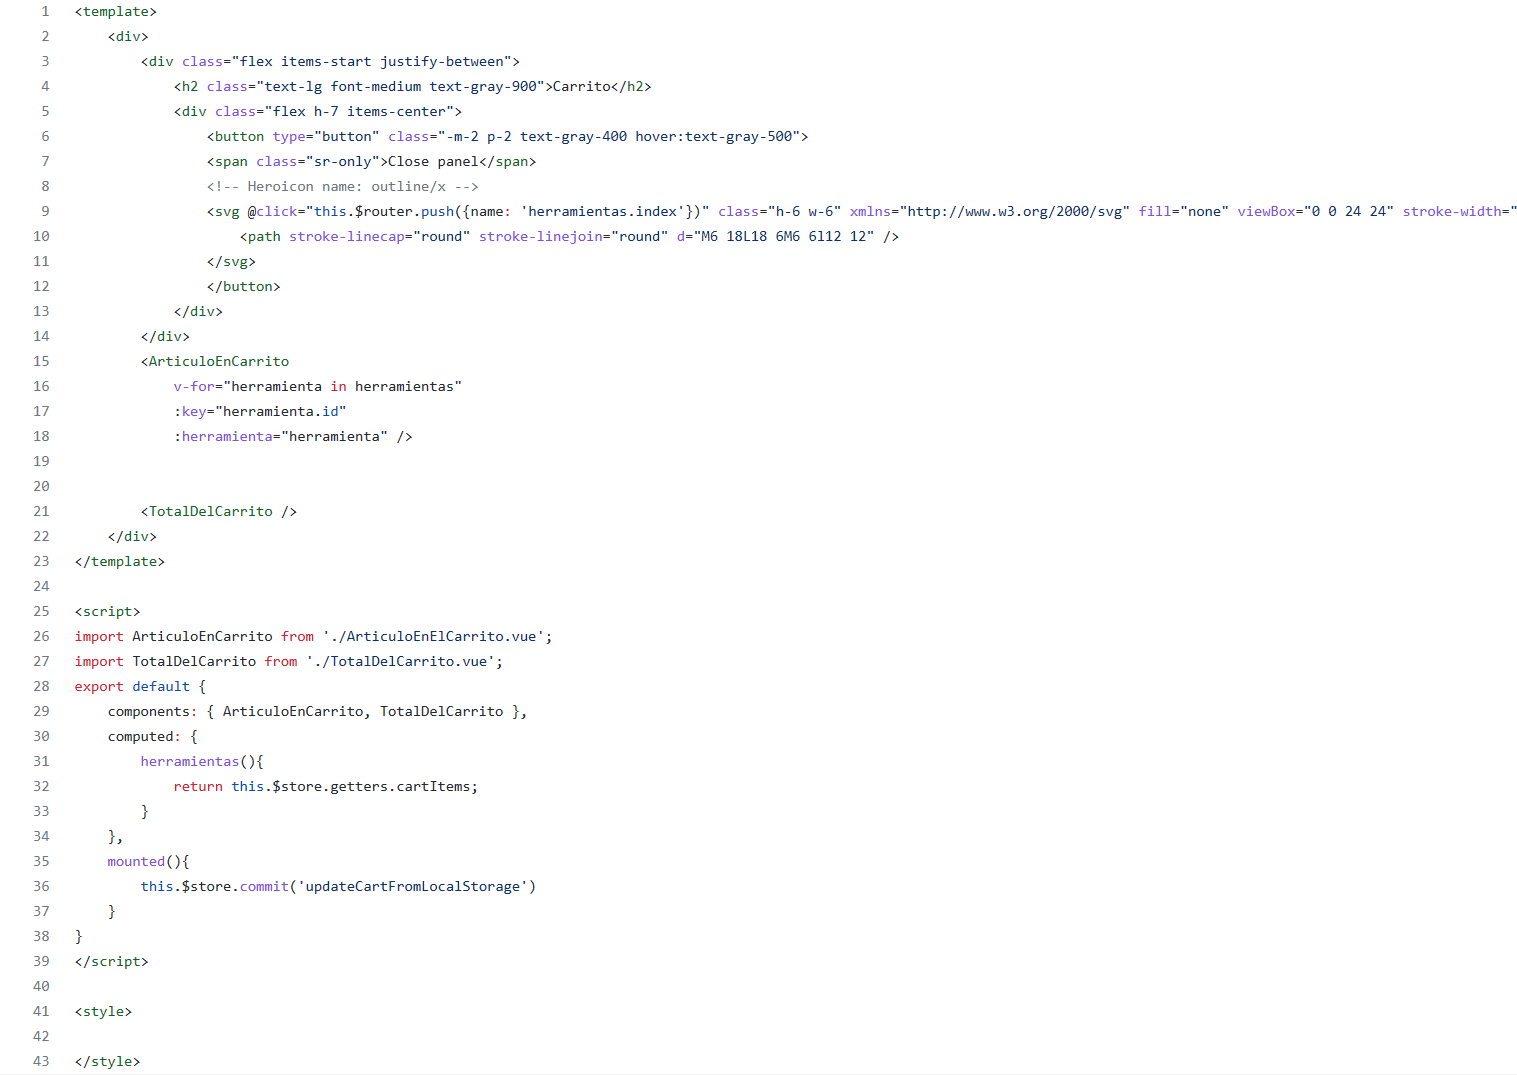 1 <template>
2 <div>
3 <div class="flex items-start justify-between">
4 <h2 class="text-lg font-medium text-gray-900">Carrito</h2>
5 <div class="flex h-7 items-center">
6 <button type="button" class="-m-2 p-2 text-gray-400 hover:text-gray-500">
7 <span class="sr-only">Close panel</span>
8 <!-- Heroicon name: outline/x -->
9 <svg @click="this.$router.push({name: 'herramientas.index'})" class="h-6 w-6" xmlns="http://www.w3.org/2000/svg" fill="none" viewBox="0 0 24 24" stroke-width="
10 <path stroke-linecap="round" stroke-linejoin="round" d="M6 18L18 6M6 6l12 12" />
11 </svg>
12 </button>
13 </div>
14 </div>
15 <ArticuloEnCarrito
16 v-for="herramienta in herramientas"
17 :key="herramienta.id"
18 :herramienta="herramienta" />
19
20
21 <TotalDelCarrito />
22 </div>
23 </template>
24
25 <script>
26 import ArticuloEnCarrito from './ArticuloEnElCarrito.vue';
27 import TotalDelCarrito from './TotalDelCarrito.vue';
28 export default {
29 components: { ArticuloEnCarrito, TotalDelCarrito },
30 computed: {
31 herramientas(){
32 return this.$store.getters.cartItems;
33 }
34 },
35 mounted(){
36 this.$store.commit('updateCartFromLocalStorage')
37 }
38 }
39 </script>
40
41 <style>
42
43 </style>